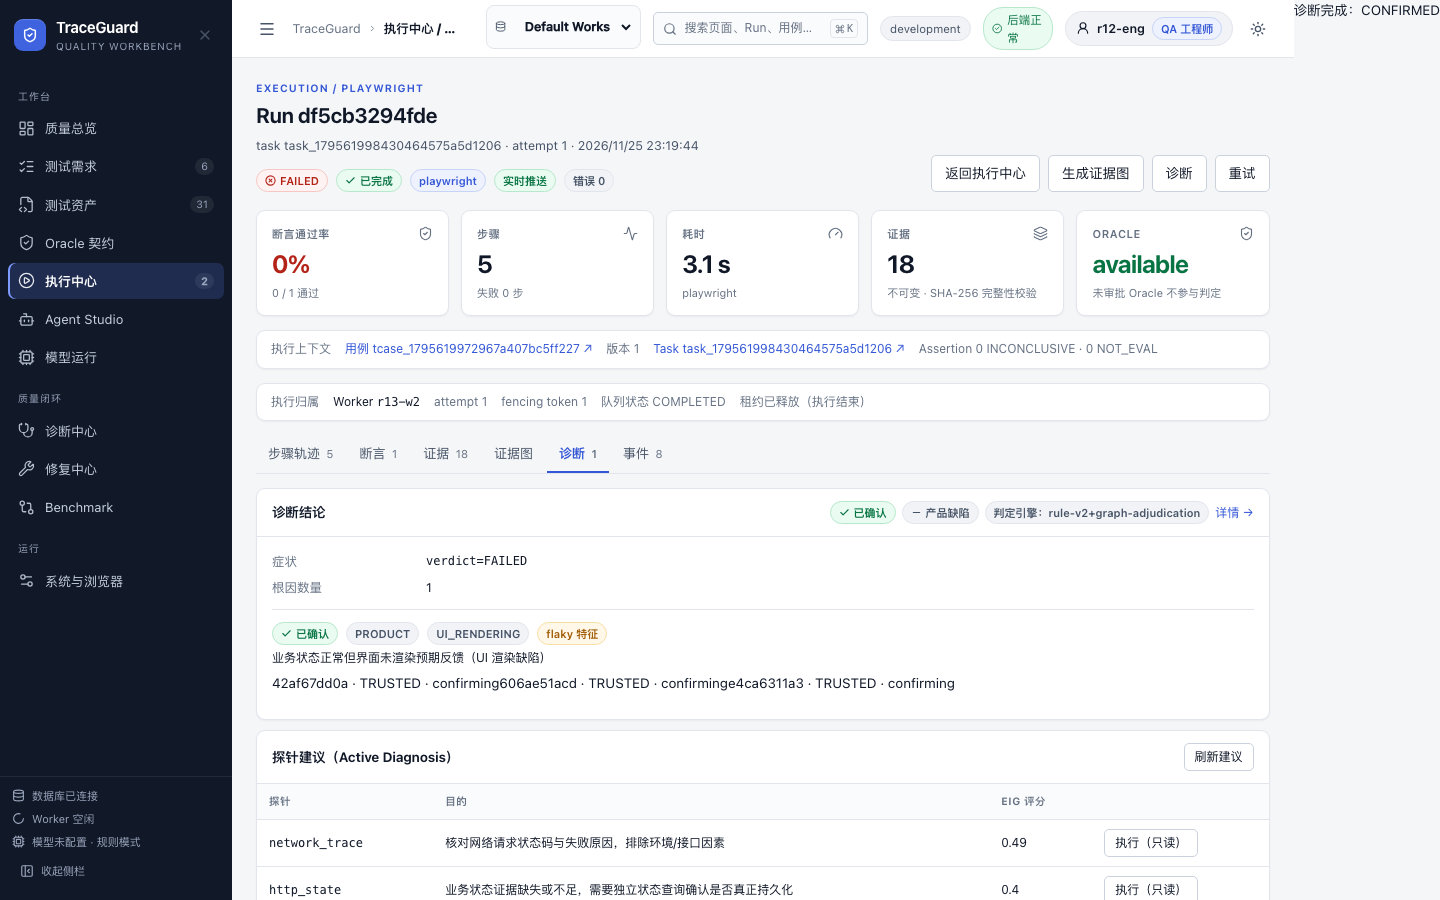 TraceGuard
QUALITY WORKBENCH
工作台
质量总览
测试需求 6
测试资产 31
Oracle 契约
执行中心 2
Agent Studio
模型运行
质量闭环
诊断中心
修复中心
Benchmark
运行
系统与浏览器
数据库已连接
Worker 空闲
模型未配置 · 规则模式
收起侧栏
TraceGuard › 执行中心 / ...
Default Works
搜索页面、Run、用例... ⌘ K
development
后端正常
r12-eng QA 工程师
诊断完成：CONFIRMED
EXECUTION / PLAYWRIGHT
Run df5cb3294fde
task task_179561998430464575a5d1206 · attempt 1 · 2026/11/25 23:19:44
FAILED 已完成 playwright 实时推送 错误 0
返回执行中心 生成证据图 诊断 重试
断言通过率
0%
0 / 1 通过
步骤
5
失败 0 步
耗时
3.1 s
playwright
证据
18
不可变 · SHA-256 完整性校验
ORACLE
available
未审批 Oracle 不参与判定
执行上下文 用例 tcase_1795619972967a407bc5ff227 ↗ 版本 1 Task task_179561998430464575a5d1206 ↗ Assertion 0 INCONCLUSIVE · 0 NOT_EVAL
执行归属 Worker r13-w2 attempt 1 fencing token 1 队列状态 COMPLETED 租约已释放（执行结束）
步骤轨迹 5 断言 1 证据 18 证据图 诊断 1 事件 8
诊断结论
已确认 产品缺陷 判定引擎：rule-v2+graph-adjudication 详情 →
症状 verdict=FAILED
根因数量 1
已确认 PRODUCT UI_RENDERING flaky 特征
业务状态正常但界面未渲染预期反馈（UI 渲染缺陷）
42af67dd0a · TRUSTED · confirming606ae51acd · TRUSTED · confirminge4ca6311a3 · TRUSTED · confirming
探针建议（Active Diagnosis）
刷新建议
探针 目的 EIG 评分
network_trace 核对网络请求状态码与失败原因，排除环境/接口因素 0.49 执行（只读）
http_state 业务状态证据缺失或不足，需要独立状态查询确认是否真正持久化 0.4 执行（只读）